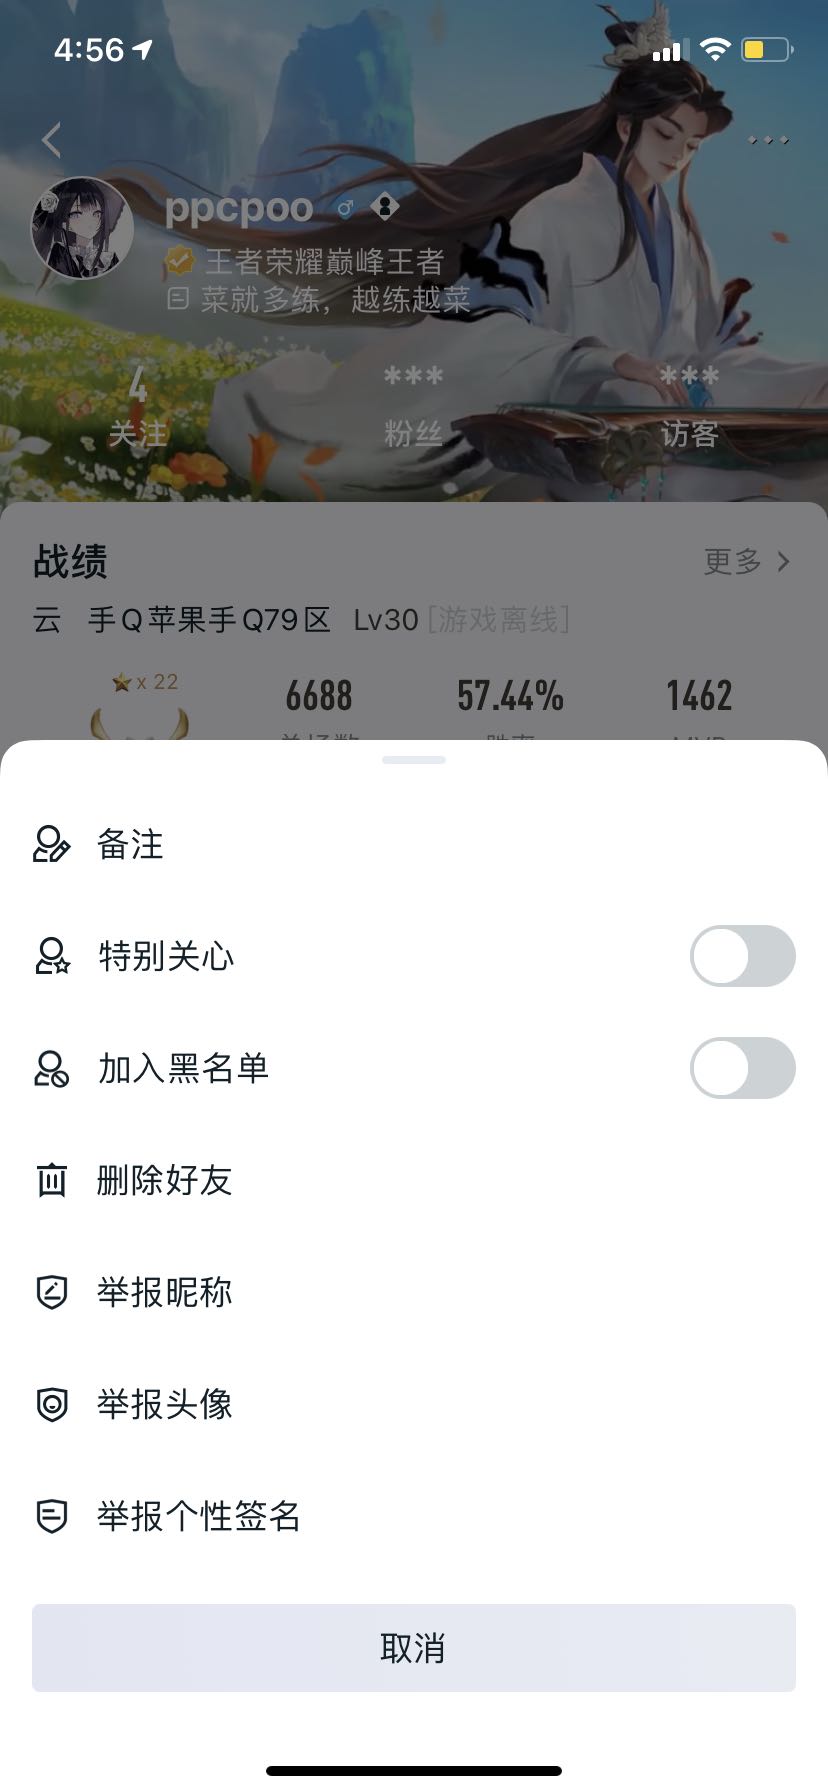 4:56
ppcpoo
王者荣耀巅峰王者
菜就多练，越练越菜
4 *** ***
关注 粉丝 访客
战绩 更多
云 手Q苹果手Q79区 Lv30 [游戏离线]
x 22 6688 57.44% 1462
备注
特别关心
加入黑名单
删除好友
举报昵称
举报头像
举报个性签名
取消